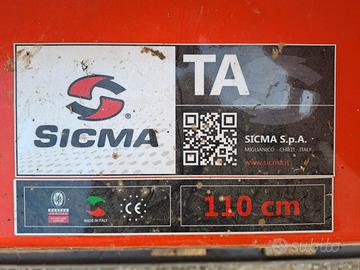 TA
SICMA
SICMA S.p.A.
MIGLIANICO - CHIETI - ITALY
www.sicma.it
MADE IN ITALY
CE
110 cm
subito